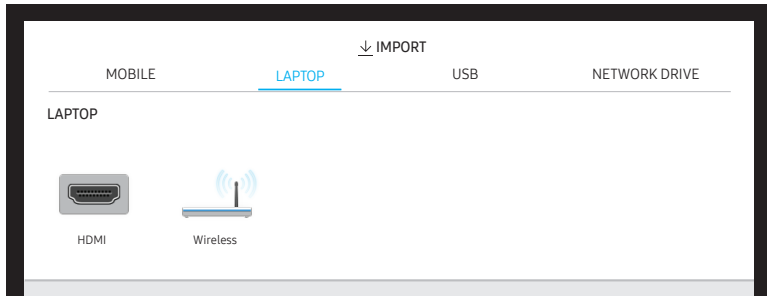 IMPORT
MOBILE LAPTOP USB NETWORK DRIVE
LAPTOP
HDMI Wireless